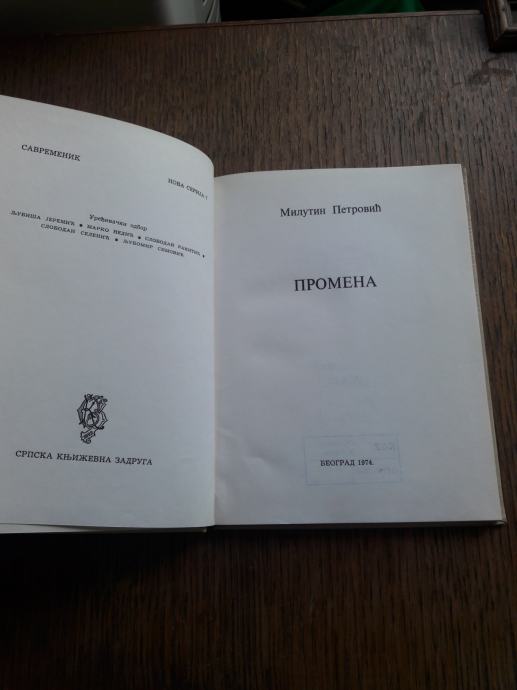 САВРЕМЕНИК
НОВА СЕРИЈА
Уређивачки одбор
ЉУБИША ЈЕРЕМИЋ • МАРКО НЕДИЋ • СЛОБОДАН РАКИТИЋ •
СЛОБОДАН СЕЛЕНИЋ • ЉУБОМИР СИМОВИЋ
СРПСКА КЊИЖЕВНА ЗАДРУГА
Милутин Петровић
ПРОМЕНА
БЕОГРАД 1974.